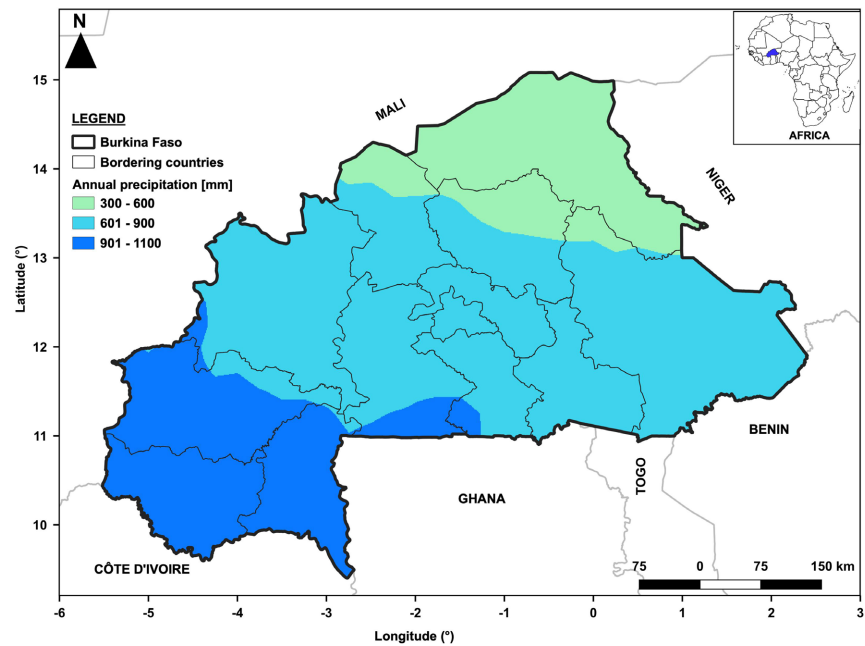 N
AFRICA
LEGEND
Burkina Faso
Bordering countries
Annual precipitation [mm]
300 - 600
601 - 900
901 - 1100
MALI
NIGER
BENIN
TOGO
GHANA
CÔTE D'IVOIRE
75 0 75 150 km
Latitude (°)
15
14
13
12
11
10
-6 -5 -4 -3 -2 -1 0 1 2 3
Longitude (°)